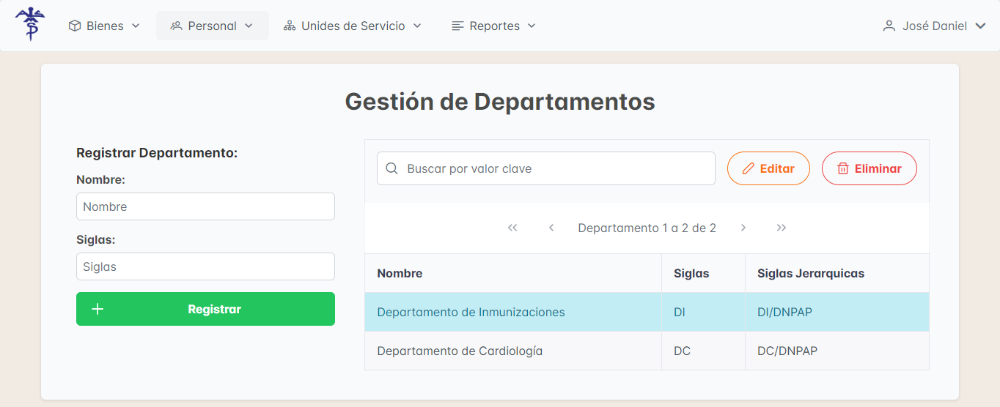 Bienes
Personal
Unides de Servicio
Reportes
José Daniel
Gestión de Departamentos
Registrar Departamento:
Nombre:
Nombre
Siglas:
Siglas
Registrar
Buscar por valor clave
Editar
Eliminar
Departamento 1 a 2 de 2
Nombre Siglas Siglas Jerarquicas
Departamento de Inmunizaciones DI DI/DNPAP
Departamento de Cardiología DC DC/DNPAP